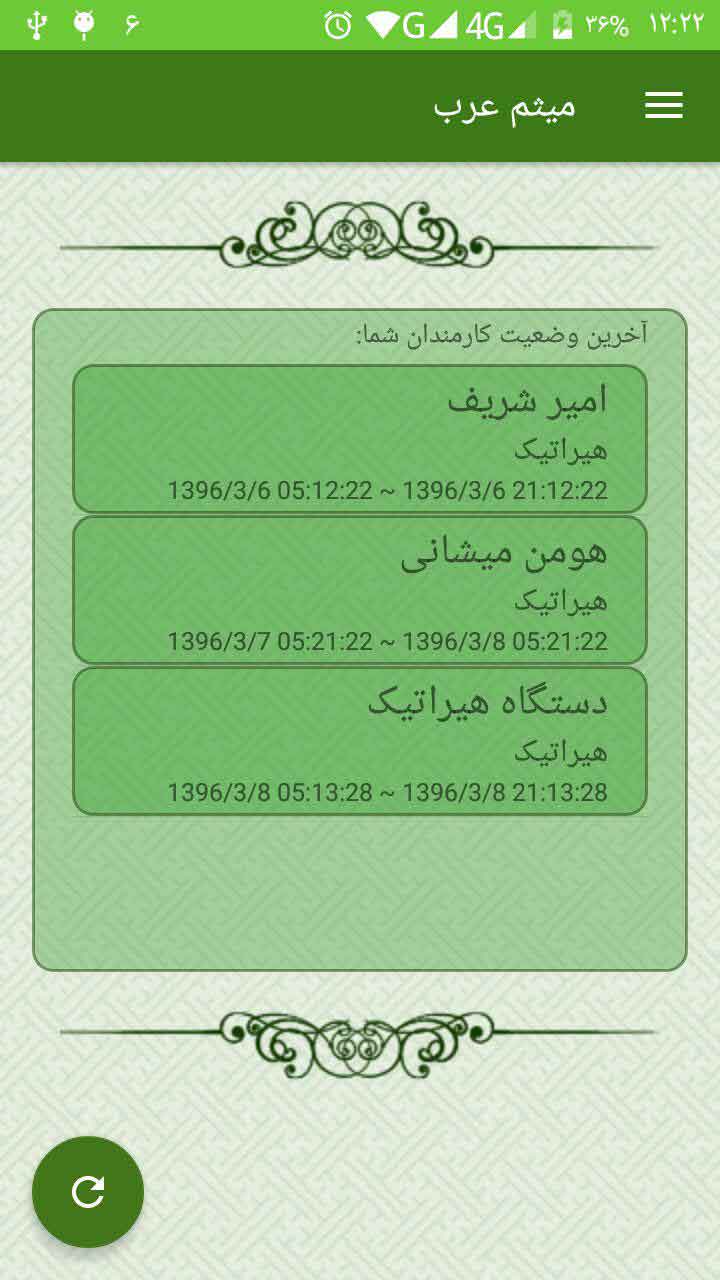 ۶ G 4G ۳۶% ۱۲:۲۲
میثم عرب
آخرین وضعیت کارمندان شما:
امیر شریف
هیراتیک
1396/3/6 05:12:22 ~ 1396/3/6 21:12:22
هومن میشانی
هیراتیک
1396/3/7 05:21:22 ~ 1396/3/8 05:21:22
دستگاه هیراتیک
هیراتیک
1396/3/8 05:13:28 ~ 1396/3/8 21:13:28